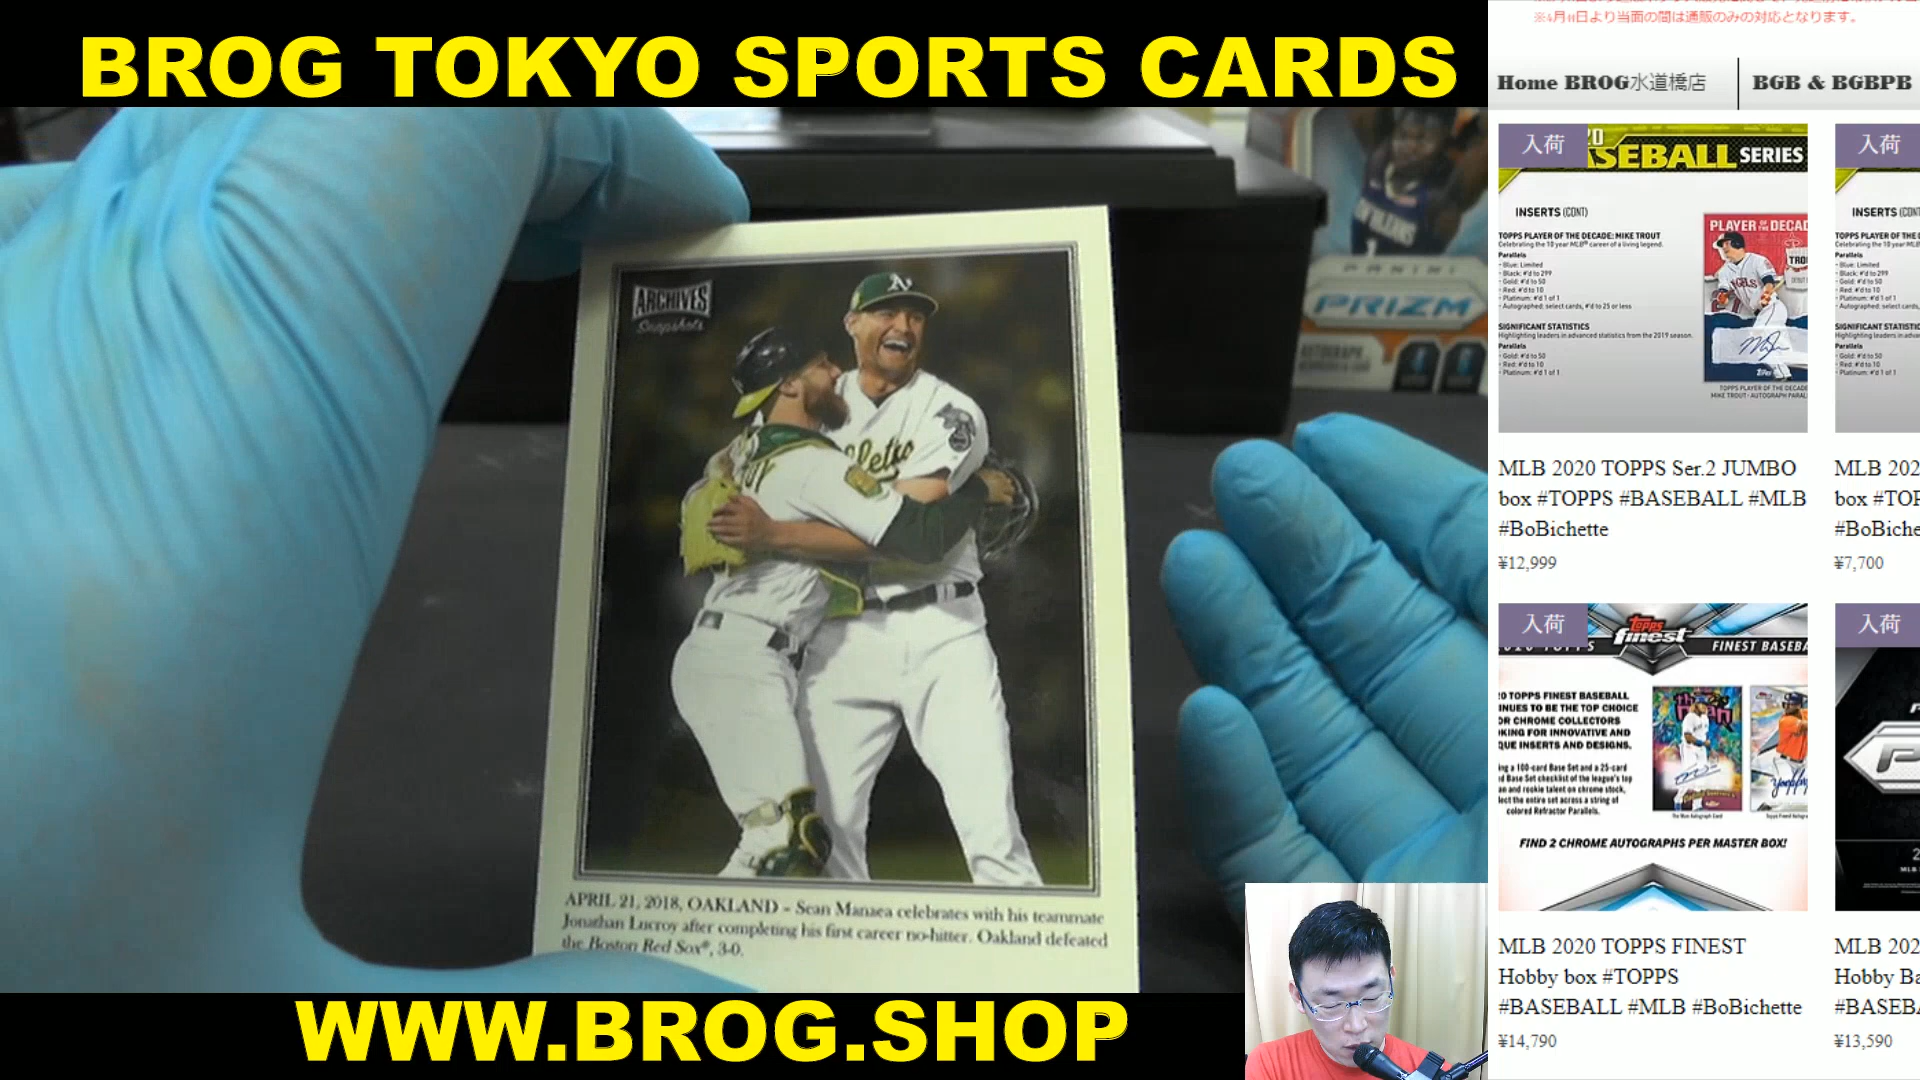 BROG TOKYO SPORTS CARDS
ARCHIVES
Snapshots
APRIL 21, 2018, OAKLAND – Sean Manaea celebrates with his teammate
Jonathan Lucroy after completing his first career no-hitter. Oakland defeated
the Boston Red Sox®, 3-0.
PANINI
PRIZM
AUTOGRAPH
WWW.BROG.SHOP
※4月11日より当面の間は通販のみの対応となります。
Home BROG水道橋店
BGB & BGBPB
入荷
20
ASEBALL SERIES
INSERTS (CONT)
TOPPS PLAYER OF THE DECADE: MIKE TROUT
Celebrating the 10 year MLB® career of a living legend.
Parallels
- Blue: Limited
- Black: #'d to 299
- Gold: #'d to 50
- Red: #'d to 10
- Platinum: #'d 1 of 1
- Autographed: select cards, #'d to 25 or less
SIGNIFICANT STATISTICS
Highlighting leaders in advanced statistics from the 2019 season.
Parallels
- Gold: #'d to 50
- Red: #'d to 10
- Platinum: #'d 1 of 1
PLAYER OF THE DECAD
TOPPS PLAYER OF THE DECADE
MIKE TROUT - AUTOGRAPH PARAL
MLB 2020 TOPPS Ser.2 JUMBO
box #TOPPS #BASEBALL #MLB
#BoBichette
¥12,999
入荷
INSERTS (CONT
TOPPS PLAYER OF THE D
Celebrating the 10 year MLB
Parallels
- Blue: Limited
- Black: #'d to 299
- Gold: #'d to 50
- Red: #'d to 10
- Platinum: #'d 1 of 1
- Autographed: select cards,
SIGNIFICANT STATISTIC
Highlighting leaders in advance
Parallels
- Gold: #'d to 50
- Red: #'d to 10
- Platinum: #'d 1 of 1
MLB 202
box #TOP
#BoBiche
¥7,700
入荷
topps
finest
FINEST BASEBA
20 TOPPS FINEST BASEBALL
INUES TO BE THE TOP CHOICE
OR CHROME COLLECTORS
OKING FOR INNOVATIVE AND
QUE INSERTS AND DESIGNS.
ing a 100-card Base Set and a 25-card
d Base Set checklist of the league's top
an and rookie talent on chrome stock,
lect the entire set across a string of
colored Refractor Parallels.
FIND 2 CHROME AUTOGRAPHS PER MASTER BOX!
MLB 2020 TOPPS FINEST
Hobby box #TOPPS
#BASEBALL #MLB #BoBichette
¥14,790
入荷
MLB 202
Hobby Ba
#BASEBA
¥13,590